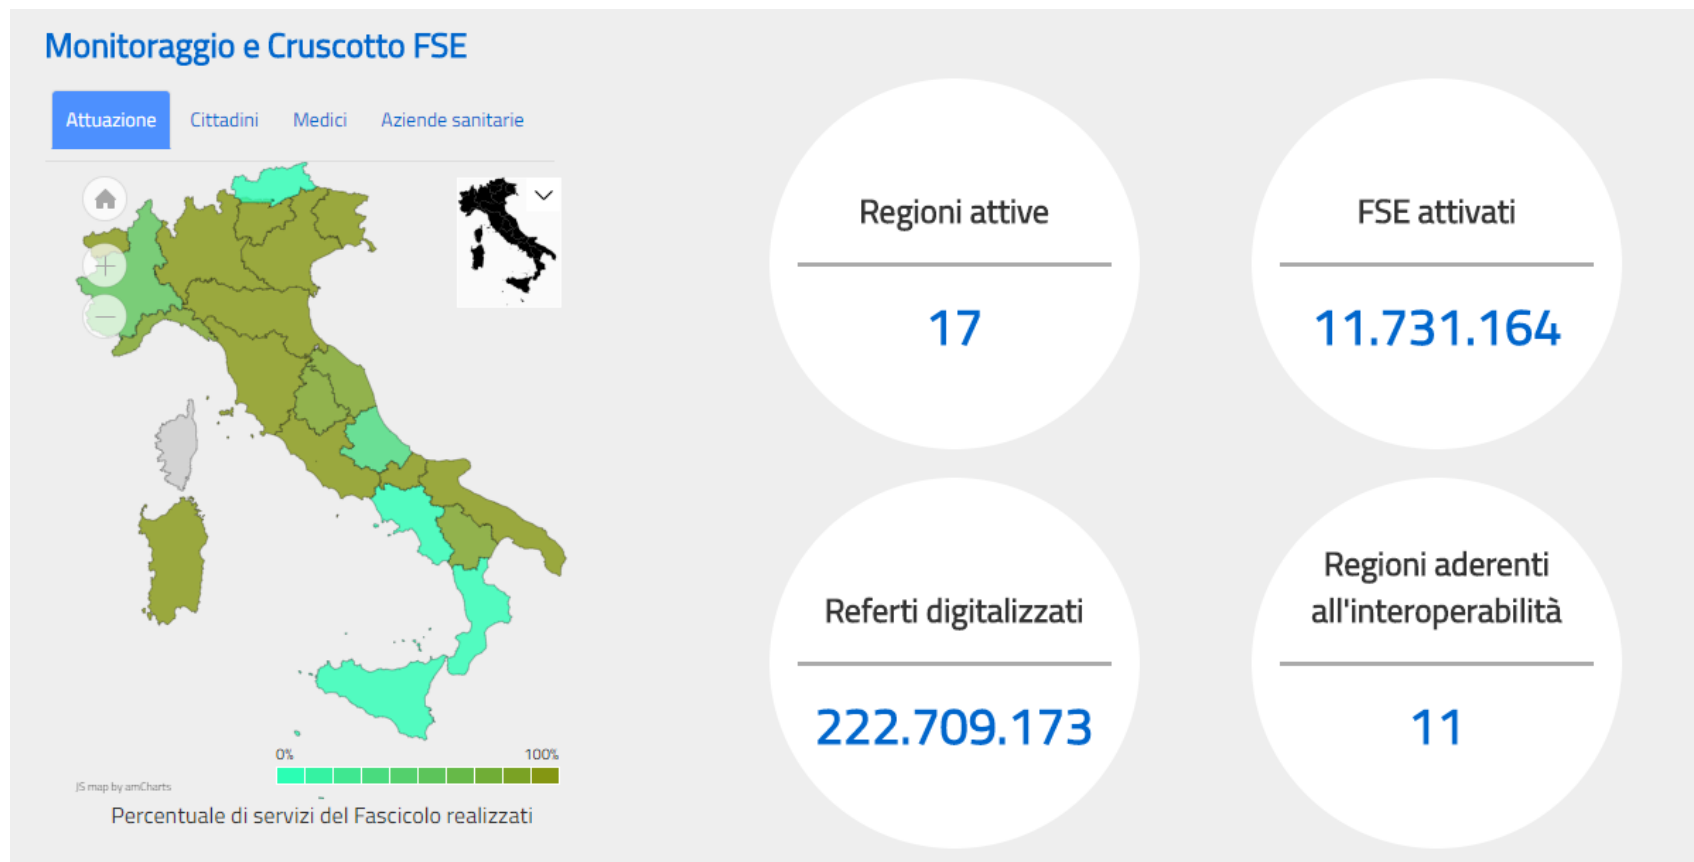 Monitoraggio e Cruscotto FSE
Attuazione
Cittadini
Medici
Aziende sanitarie
0%
100%
JS map by amCharts
Percentuale di servizi del Fascicolo realizzati
Regioni attive
17
FSE attivati
11.731.164
Referti digitalizzati
222.709.173
Regioni aderenti
all'interoperabilità
11